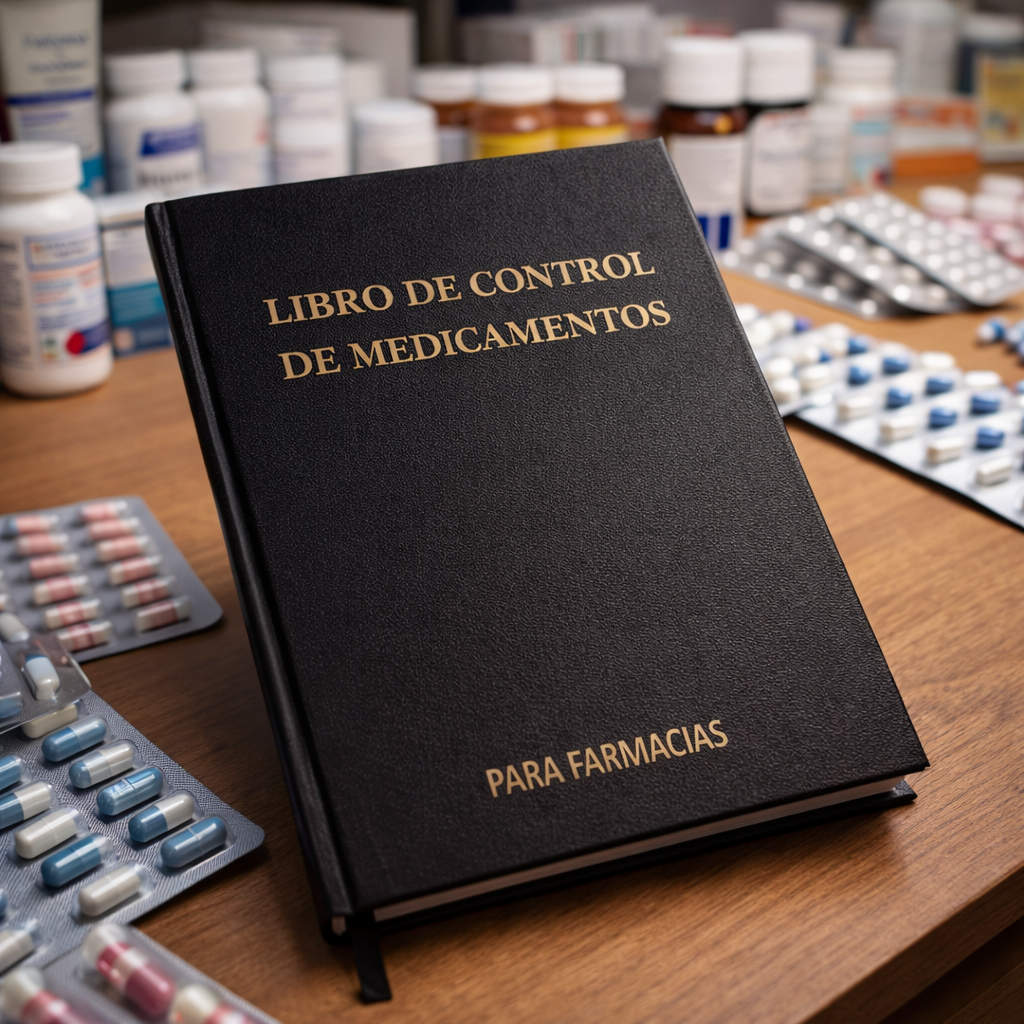 LIBRO DE CONTROL
DE MEDICAMENTOS
PARA FARMACIAS